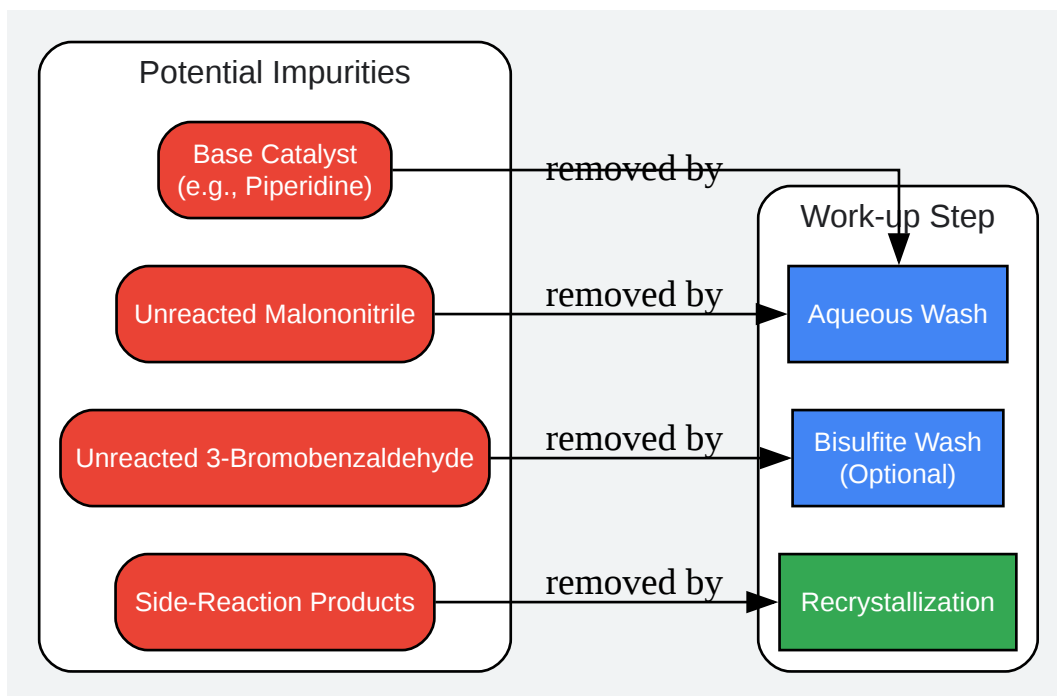 Potential Impurities
Base Catalyst
(e.g., Piperidine)
removed by
Work-up Step
Unreacted Malononitrile
removed by
Aqueous Wash
Unreacted 3-Bromobenzaldehyde
removed by
Bisulfite Wash
(Optional)
Side-Reaction Products
removed by
Recrystallization